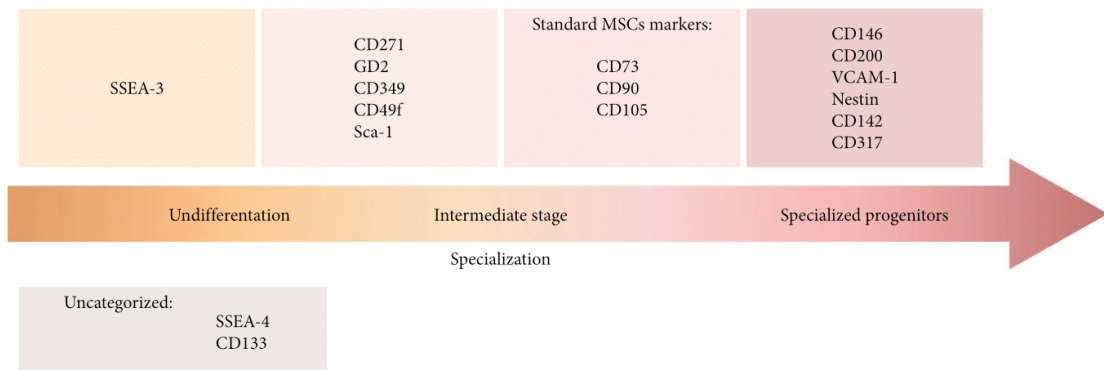 SSEA-3
CD271
GD2
CD349
CD49f
Sca-1
Standard MSCs markers:
CD73
CD90
CD105
CD146
CD200
VCAM-1
Nestin
CD142
CD317
Undifferentation
Intermediate stage
Specialized progenitors
Specialization
Uncategorized:
SSEA-4
CD133